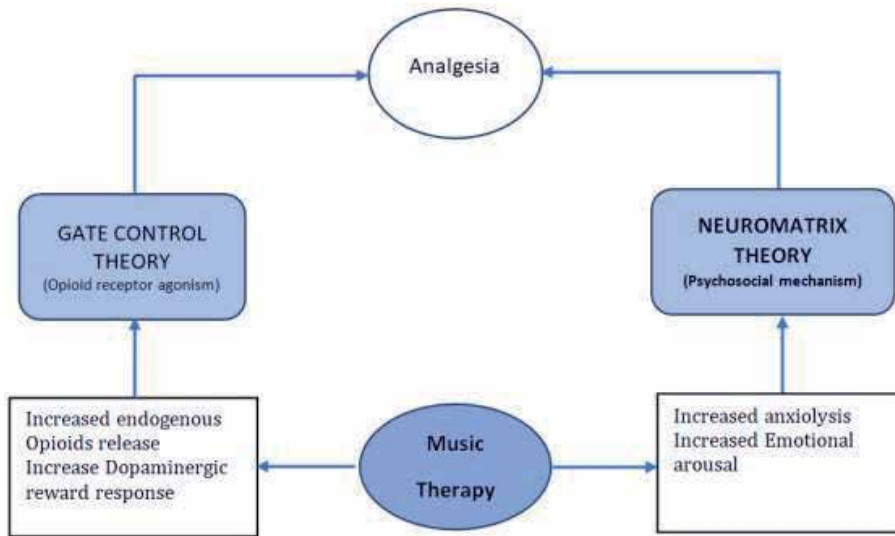 Analgesia
GATE CONTROL
THEORY
(Opioid receptor agonism)
NEUROMATRIX
THEORY
(Psychosocial mechanism)
Increased endogenous
Opioids release
Increase Dopaminergic
reward response
Music
Therapy
Increased anxiolysis
Increased Emotional
arousal